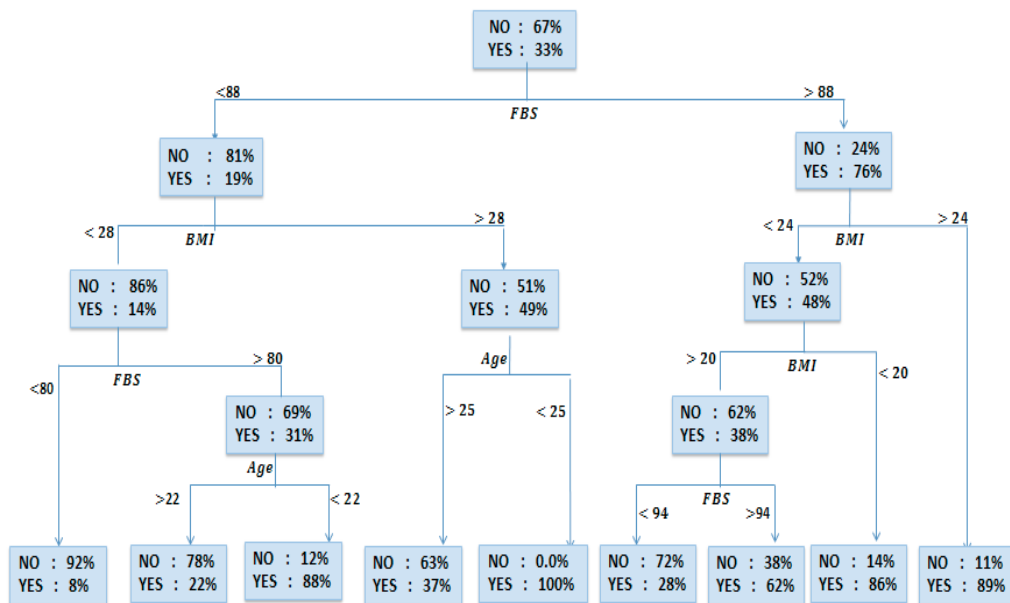 NO : 67%
YES : 33%
<88
> 88
FBS
NO : 81%
YES : 19%
NO : 24%
YES : 76%
< 28
BMI
> 28
< 24
BMI
> 24
NO : 86%
YES : 14%
NO : 51%
YES : 49%
NO : 52%
YES : 48%
<80
FBS
> 80
Age
> 20
BMI
< 20
NO : 69%
YES : 31%
> 25
< 25
NO : 62%
YES : 38%
Age
>22
< 22
< 94
FBS
>94
NO : 92%
YES : 8%
NO : 78%
YES : 22%
NO : 12%
YES : 88%
NO : 63%
YES : 37%
NO : 0.0%
YES : 100%
NO : 72%
YES : 28%
NO : 38%
YES : 62%
NO : 14%
YES : 86%
NO : 11%
YES : 89%